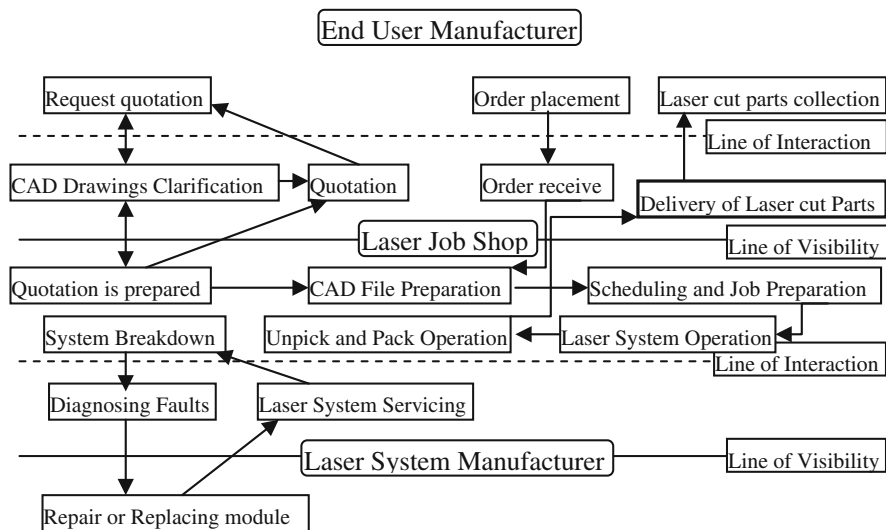 End User Manufacturer
Request quotation
Order placement
Laser cut parts collection
Line of Interaction
CAD Drawings Clarification
Quotation
Order receive
Delivery of Laser cut Parts
Laser Job Shop
Line of Visibility
Quotation is prepared
CAD File Preparation
Scheduling and Job Preparation
System Breakdown
Unpick and Pack Operation
Laser System Operation
Line of Interaction
Diagnosing Faults
Laser System Servicing
Laser System Manufacturer
Line of Visibility
Repair or Replacing module